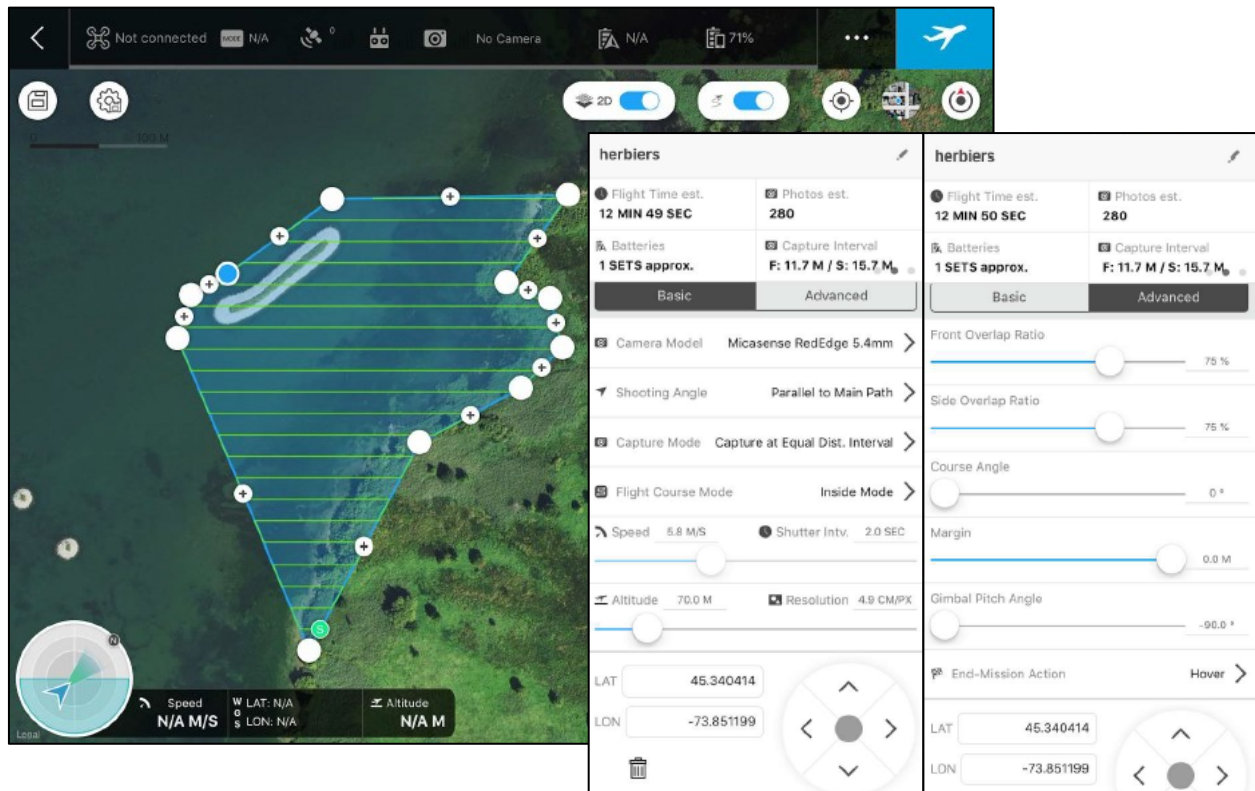 Not connected MODE N/A 0 No Camera N/A 71% ...
2D
0 100 M
N
Speed W LAT: N/A Altitude
N/A M/S G S LON: N/A N/A M
Local
S
herbiers
Flight Time est. Photos est.
12 MIN 49 SEC 280
Batteries Capture Interval
1 SETS approx. F: 11.7 M / S: 15.7 M
Basic Advanced
Camera Model Micasense RedEdge 5.4mm
Shooting Angle Parallel to Main Path
Capture Mode Capture at Equal Dist. Interval
Flight Course Mode Inside Mode
Speed 5.8 M/S Shutter Intv. 2.0 SEC
Altitude 70.0 M Resolution 4.9 CM/PX
LAT 45.340414
LON -73.851199
herbiers
Flight Time est. Photos est.
12 MIN 50 SEC 280
Batteries Capture Interval
1 SETS approx. F: 11.7 M / S: 15.7 M
Basic Advanced
Front Overlap Ratio
75 %
Side Overlap Ratio
75 %
Course Angle
0 °
Margin
0.0 M
Gimbal Pitch Angle
-90.0 °
End-Mission Action Hover
LAT 45.340414
LON -73.851199